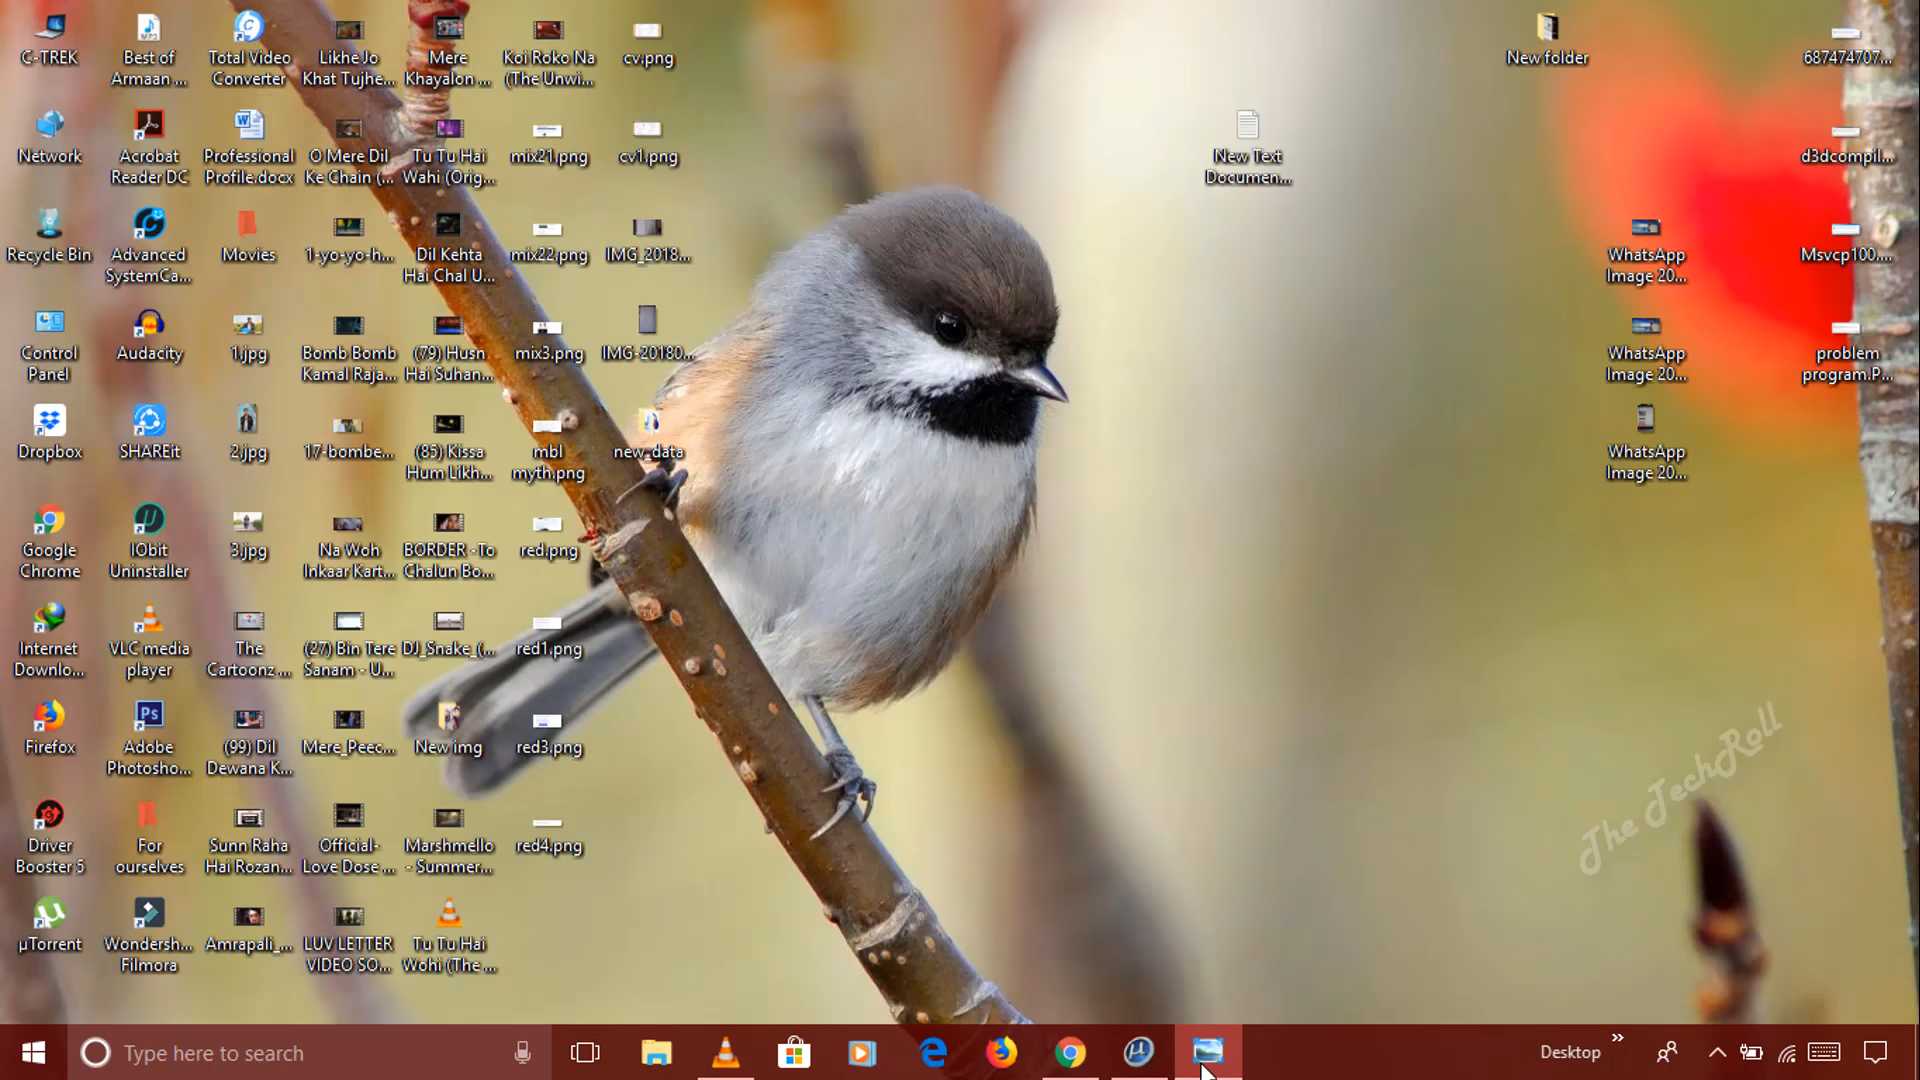 C-TREK
Best of
Armaan ...
Total Video
Converter
Likhe Jo
Khat Tujhe...
Mere
Khayalon ...
Koi Roko Na
(The Unwi...
cv.png
New folder
687474707...
Network
Acrobat
Reader DC
Professional
Profile.docx
O Mere Dil
Ke Chain (...
Tu Tu Hai
Wahi (Orig...
mix21.png
cv1.png
New Text
Documen...
d3dcompil...
Recycle Bin
Advanced
SystemCa...
Movies
1-yo-yo-h...
Dil Kehta
Hai Chal U...
mix22.png
IMG_2018...
WhatsApp
Image 20...
Msvcp100....
Control
Panel
Audacity
1.jpg
Bomb Bomb
Kamal Raja...
(79) Husn
Hai Suhan...
mix3.png
IMG-20180...
WhatsApp
Image 20...
problem
program.P...
Dropbox
SHAREit
2.jpg
17-bombe...
(85) Kissa
Hum Likh...
mbl
myth.png
new_data
WhatsApp
Image 20...
Google
Chrome
IObit
Uninstaller
3.jpg
Na Woh
Inkaar Kart...
BORDER -To
Chalun Bo...
red.png
Internet
Downlo...
VLC media
player
The
Cartoonz....
(27) Bin Tere
Sanam - U...
DJ_Snake_(...
red1.png
Firefox
Ps
Adobe
Photosho...
(99) Dil
Dewana K...
Mere_Peec...
New img
red3.png
The TechRoll
Driver
Booster 5
For
ourselves
Sunn Raha
Hai Rozan...
Official-
Love Dose ...
Marshmello
- Summer...
red4.png
µTorrent
Wondersh...
Filmora
Amrapali_...
LUV LETTER
VIDEO SO...
Tu Tu Hai
Wohi (The ...
Type here to search
Desktop